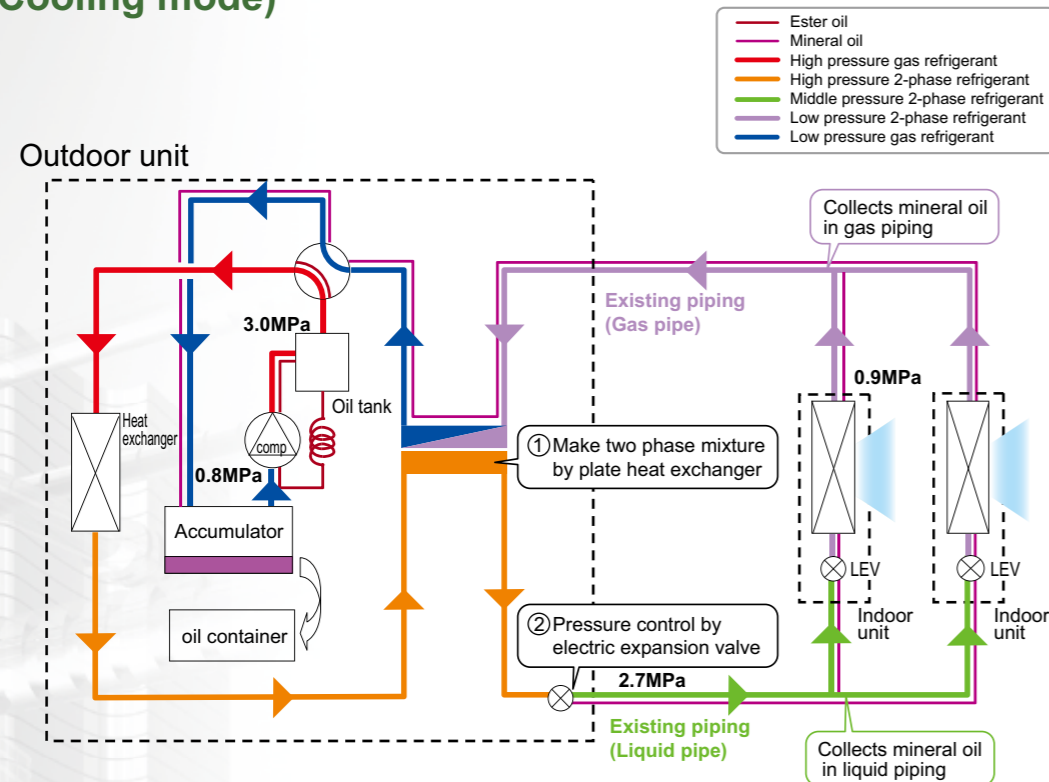 Cooling mode)
Ester oil
Mineral oil
High pressure gas refrigerant
High pressure 2-phase refrigerant
Middle pressure 2-phase refrigerant
Low pressure 2-phase refrigerant
Low pressure gas refrigerant
Outdoor unit
Collects mineral oil
in gas piping
Existing piping
(Gas pipe)
3.0MPa
Oil tank
0.9MPa
Heat
exchanger
comp
① Make two phase mixture
by plate heat exchanger
0.8MPa
Accumulator
LEV
LEV
oil container
Indoor
unit
Indoor
unit
② Pressure control by
electric expansion valve
2.7MPa
Existing piping
(Liquid pipe)
Collects mineral oil
in liquid piping